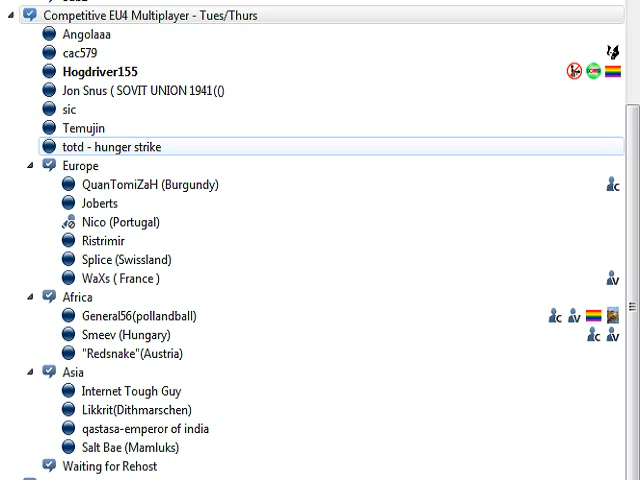 Competitive EU4 Multiplayer - Tues/Thurs
Angolaaa
cac579
Hogdriver155
Jon Snus ( SOVIT UNION 1941(()
sic
Temujin
totd - hunger strike
Europe
QuanTomiZaH (Burgundy)
Joberts
Nico (Portugal)
Ristrimir
Splice (Swissland)
WaXs ( France )
Africa
General56(pollandball)
Smeev (Hungary)
"Redsnake"(Austria)
Asia
Internet Tough Guy
Likkrit(Dithmarschen)
qastasa-emperor of india
Salt Bae (Mamluks)
Waiting for Rehost